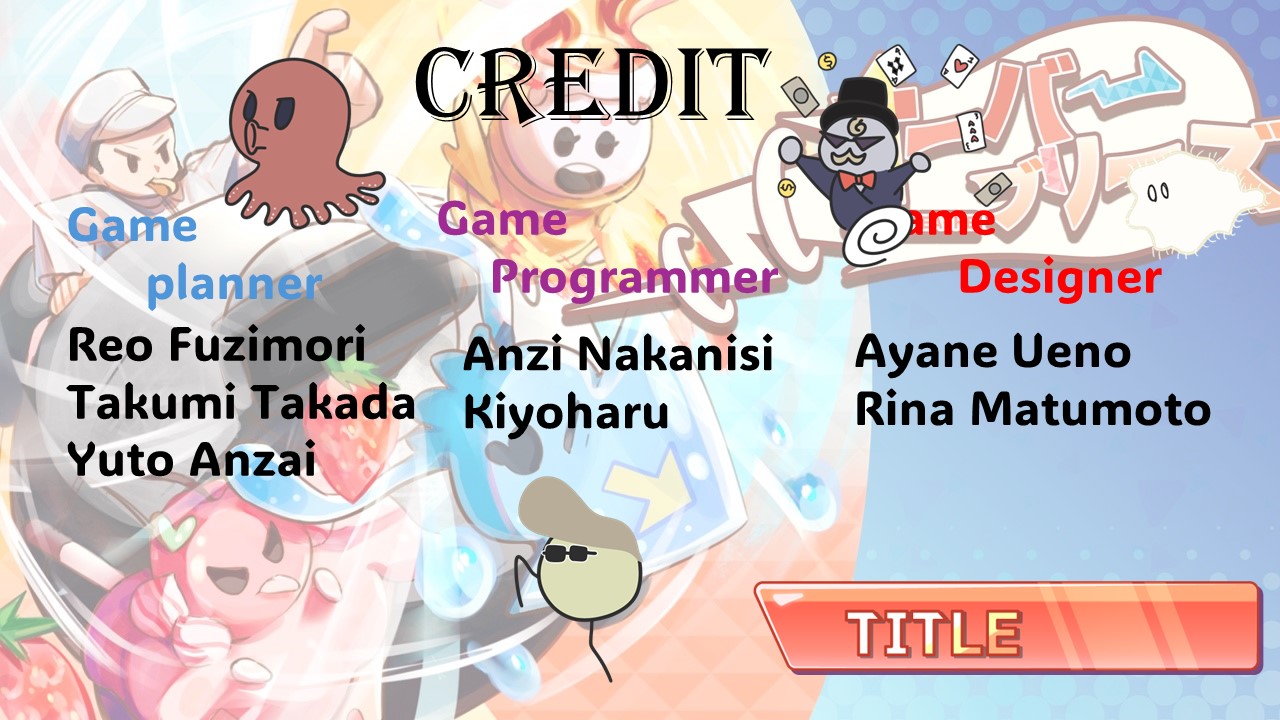 CREDIT
Game
planner
Reo Fuzimori
Takumi Takada
Yuto Anzai
Game
Programmer
Anzi Nakanisi
Kiyoharu
ame
Designer
Ayane Ueno
Rina Matumoto
TITLE